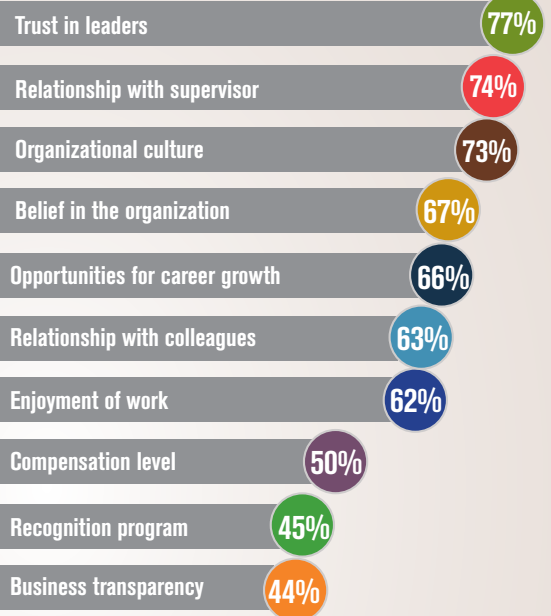 Trust in leaders 77%
Relationship with supervisor 74%
Organizational culture 73%
Belief in the organization 67%
Opportunities for career growth 66%
Relationship with colleagues 63%
Enjoyment of work 62%
Compensation level 50%
Recognition program 45%
Business transparency 44%